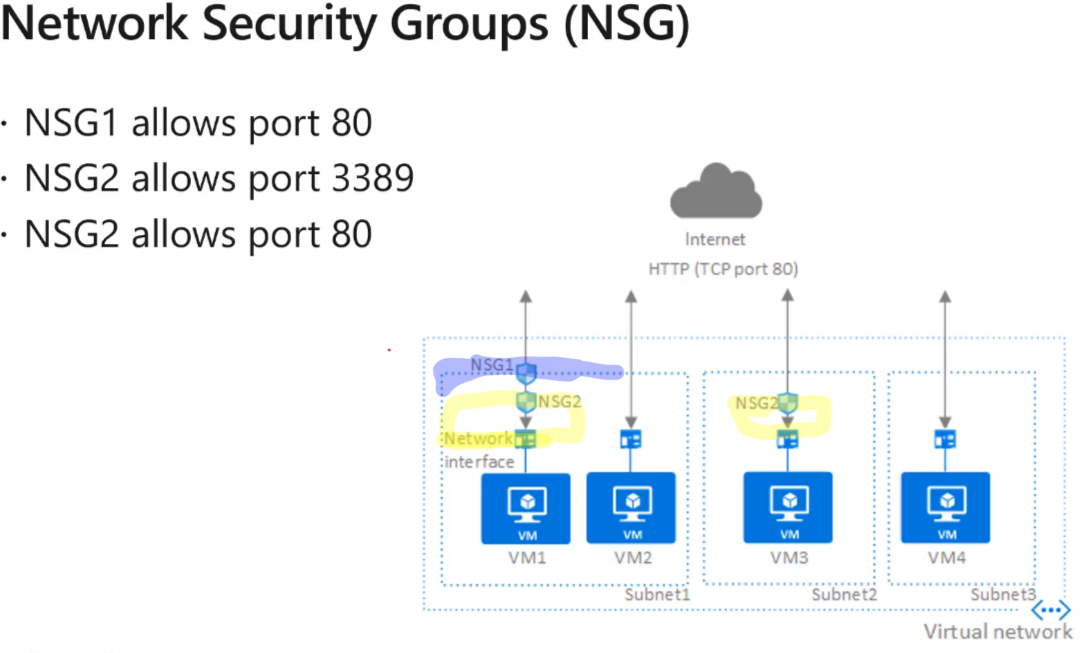 Network Security Groups (NSG)
· NSG1 allows port 80
· NSG2 allows port 3389
· NSG2 allows port 80
Internet
HTTP (TCP port 80)
NSG1
NSG2
NSG2
Network
interface
VM
VM
VM
VM
VM1
VM2
VM3
VM4
Subnet1
Subnet2
Subnet3
Virtual network